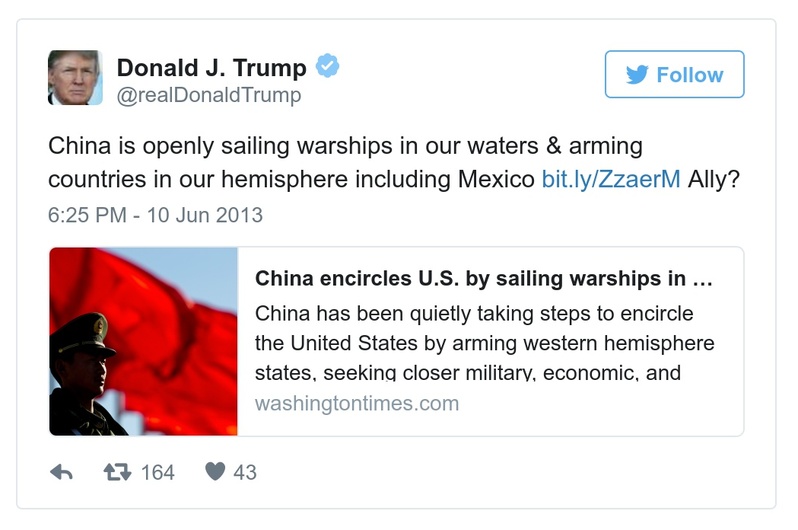 Donald J. Trump
@realDonaldTrump
Follow
China is openly sailing warships in our waters & arming
countries in our hemisphere including Mexico bit.ly/ZzaerM Ally?
6:25 PM - 10 Jun 2013
China encircles U.S. by sailing warships in ...
China has been quietly taking steps to encircle
the United States by arming western hemisphere
states, seeking closer military, economic, and
washingtontimes.com
164
43